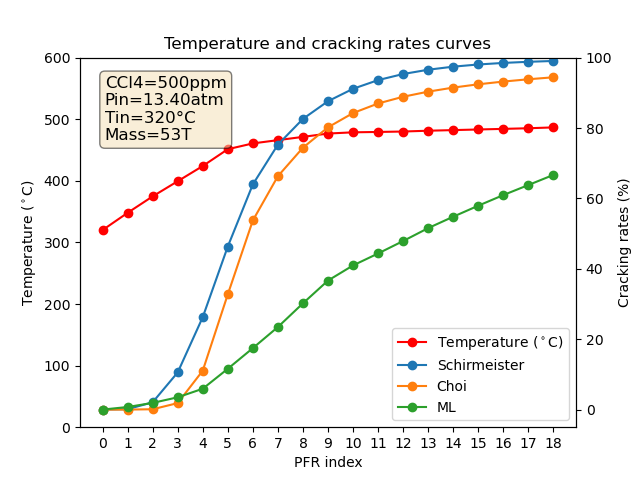 Temperature and cracking rates curves
CCl4=500ppm
Pin=13.40atm
Tin=320°C
Mass=53T
600
500
400
300
200
100
0
Temperature (°C)
100
80
60
40
20
0
Cracking rates (%)
Temperature (°C)
Schirmeister
Choi
ML
0 1 2 3 4 5 6 7 8 9 10 11 12 13 14 15 16 17 18
PFR index